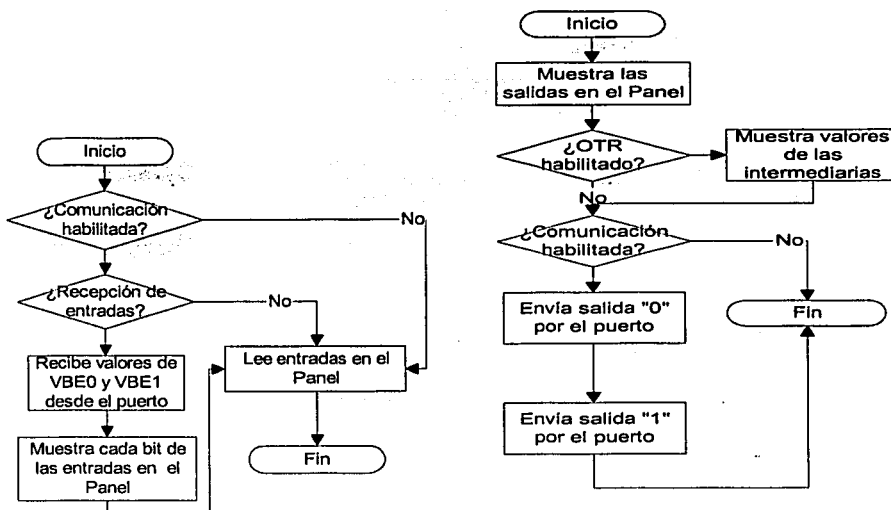 Inicio
¿Comunicación
habilitada?
No
¿Recepción de
entradas?
No
Recibe valores de
VBE0 y VBE1
desde el puerto
Lee entradas en el
Panel
Muestra cada bit de
las entradas en el
Panel
Fin
Inicio
Muestra las
salidas en el Panel
¿OTR
habilitado?
Muestra valores
de las
intermediarias
No
¿Comunicación
habilitada?
No
Envía salida "0"
por el puerto
Fin
Envía salida "1"
por el puerto